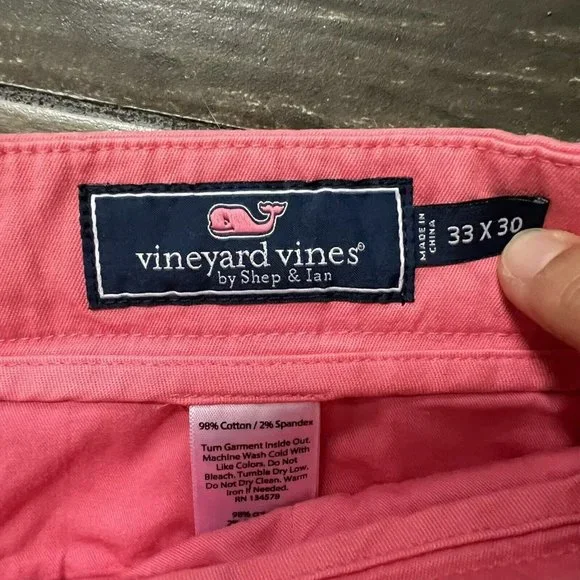 vineyard vines®
by Shep & Ian
MADE IN
CHINA
33 X 30
98% Cotton / 2% Spandex
Turn Garment Inside Out.
Machine Wash Cold With
Like Colors. Do Not
Bleach. Tumble Dry Low.
Do Not Dry Clean. Warm
Iron If Needed.
RN 134579